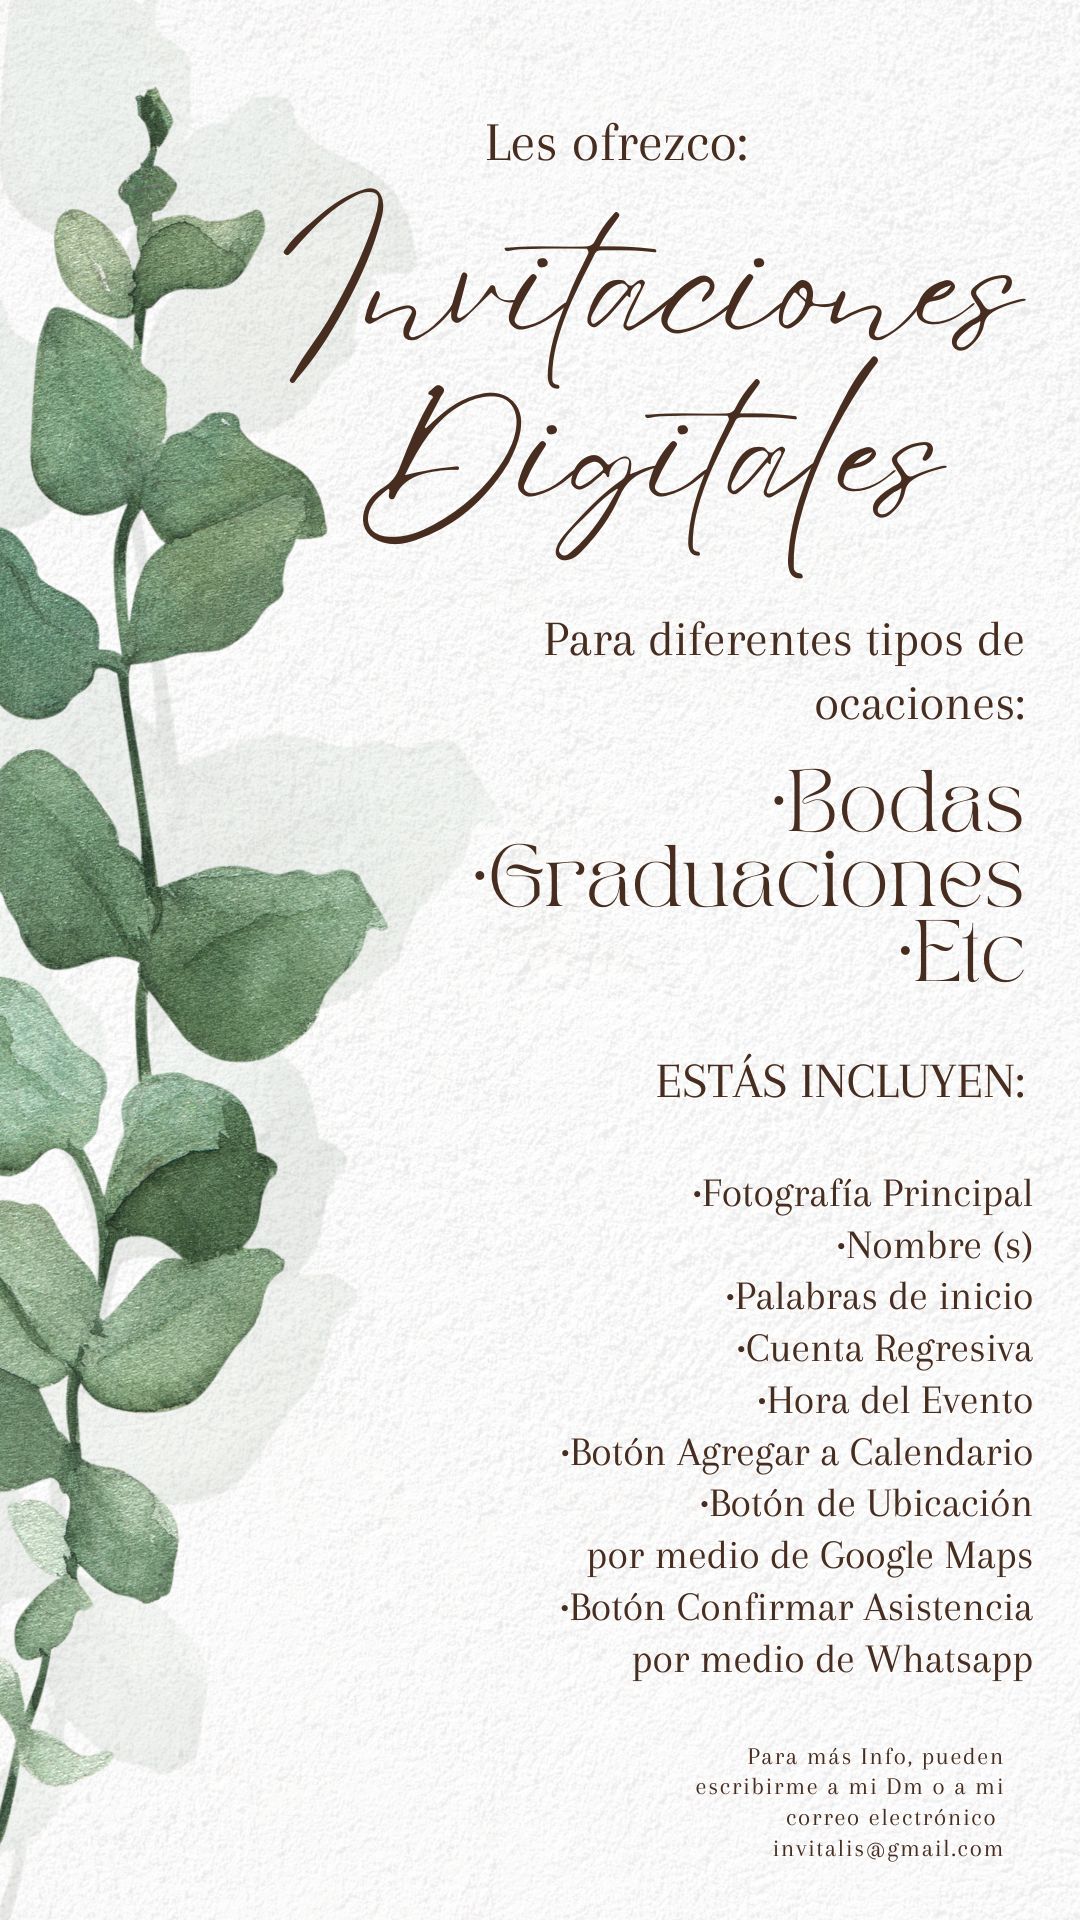 Les ofrezco:
Invitaciones
Digitales
Para diferentes tipos de
ocaciones:
·Bodas
·Graduaciones
·Etc
ESTÁS INCLUYEN:
·Fotografía Principal
·Nombre (s)
·Palabras de inicio
·Cuenta Regresiva
·Hora del Evento
·Botón Agregar a Calendario
·Botón de Ubicación
por medio de Google Maps
·Botón Confirmar Asistencia
por medio de Whatsapp
Para más Info, pueden
escribirme a mi Dm o a mi
correo electrónico
invitalis@gmail.com